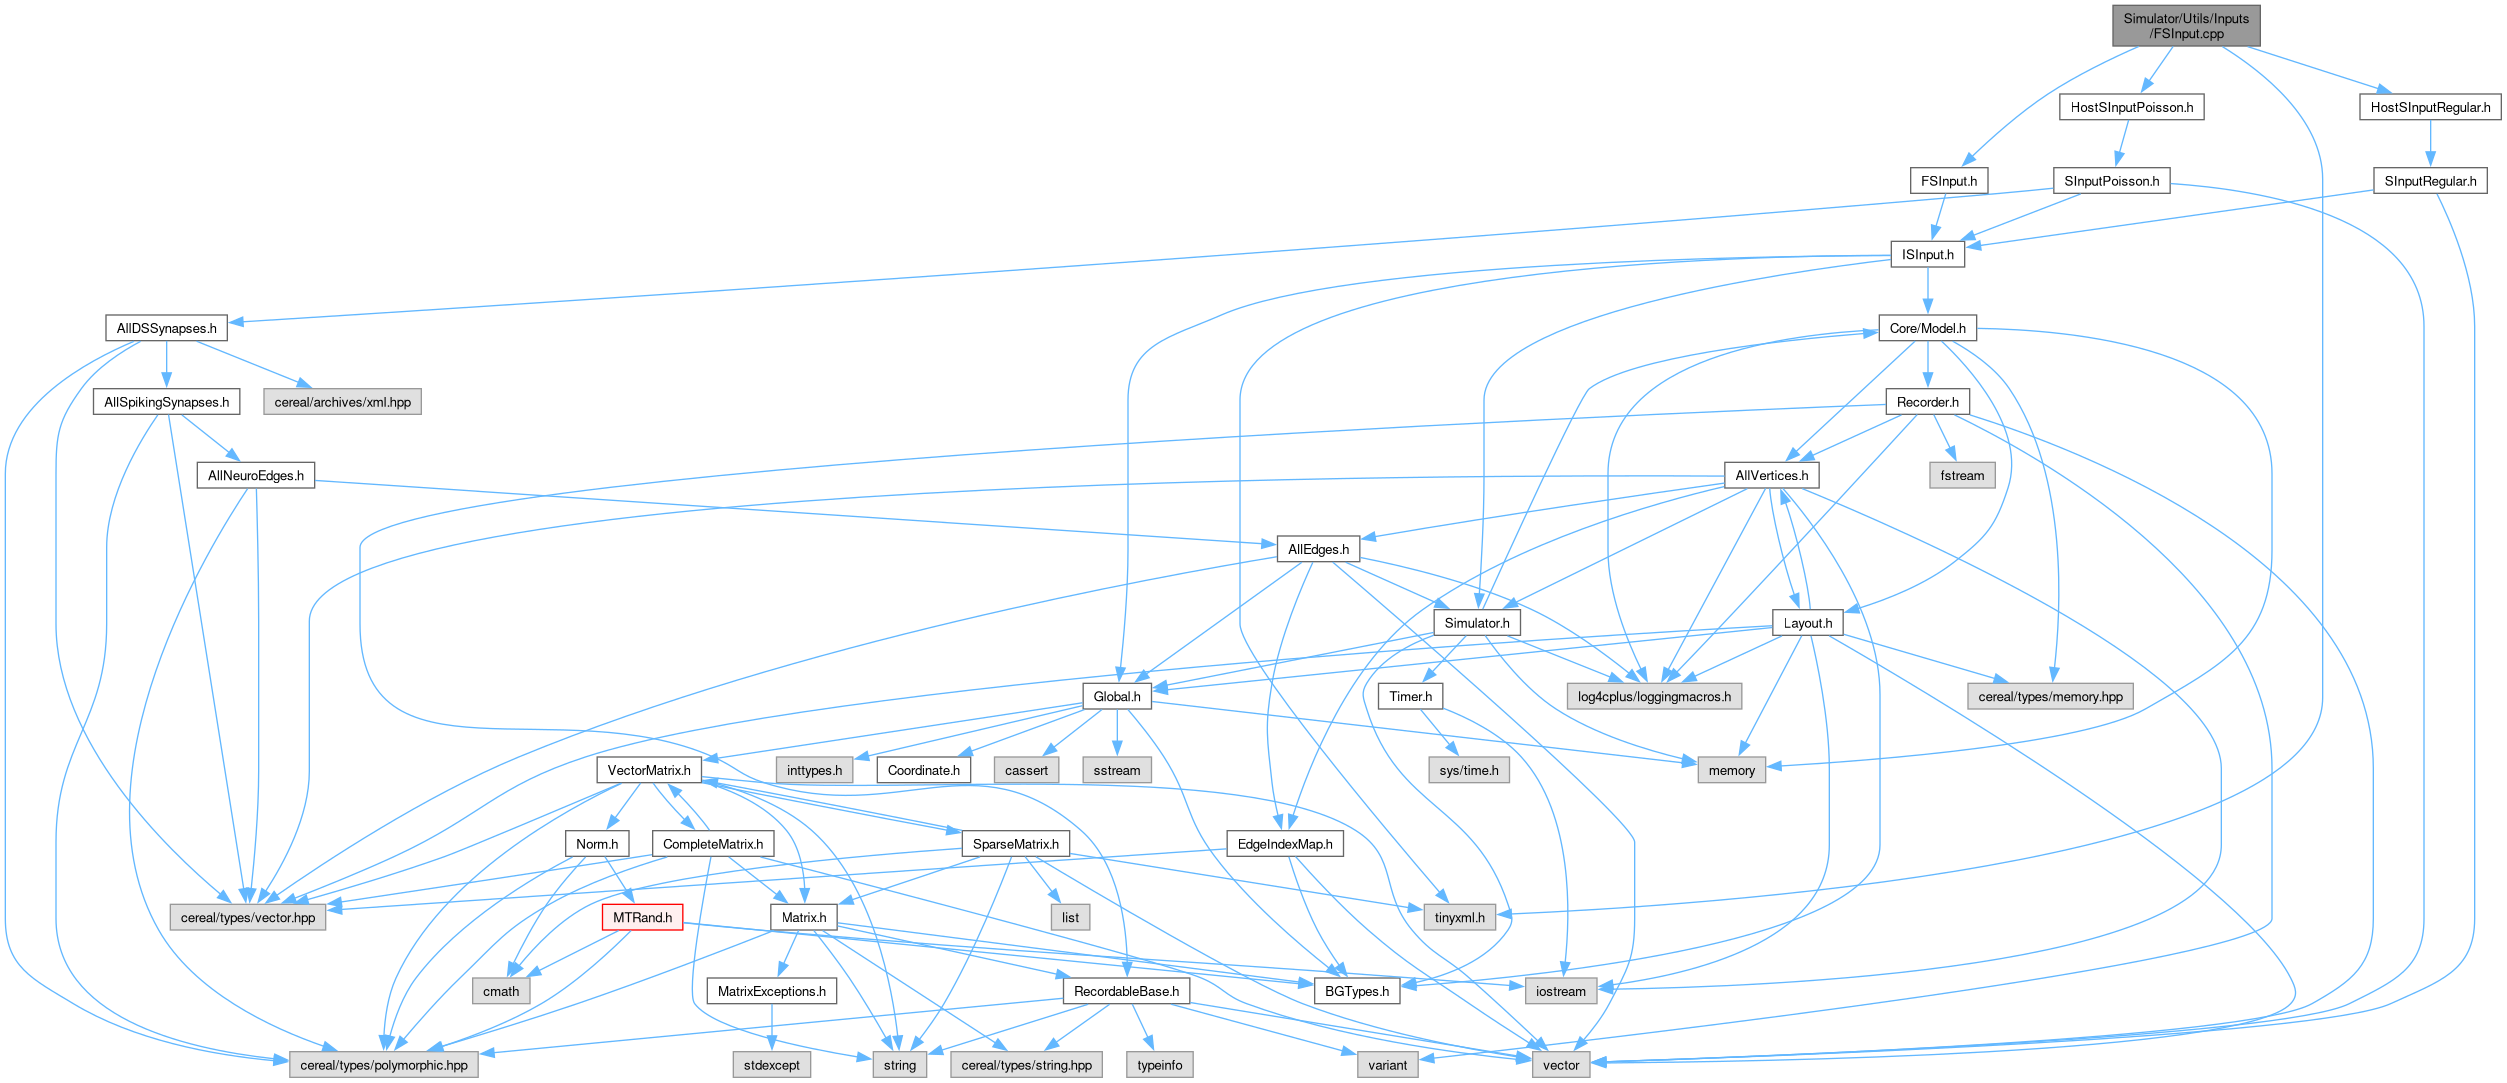 Simulator/Utils/Inputs
/FSInput.cpp
HostSInputPoisson.h
HostSInputRegular.h
FSInput.h
SInputPoisson.h
SInputRegular.h
ISInput.h
AllDSSynapses.h
Core/Model.h
AllSpikingSynapses.h
cereal/archives/xml.hpp
Recorder.h
AllNeuroEdges.h
AllVertices.h
fstream
AllEdges.h
Simulator.h
Layout.h
Global.h
Timer.h
log4cplus/loggingmacros.h
cereal/types/memory.hpp
VectorMatrix.h
inttypes.h
Coordinate.h
cassert
sstream
sys/time.h
memory
Norm.h
CompleteMatrix.h
SparseMatrix.h
EdgeIndexMap.h
cereal/types/vector.hpp
MTRand.h
Matrix.h
list
tinyxml.h
cmath
MatrixExceptions.h
RecordableBase.h
BGTypes.h
iostream
cereal/types/polymorphic.hpp
stdexcept
string
cereal/types/string.hpp
typeinfo
variant
vector